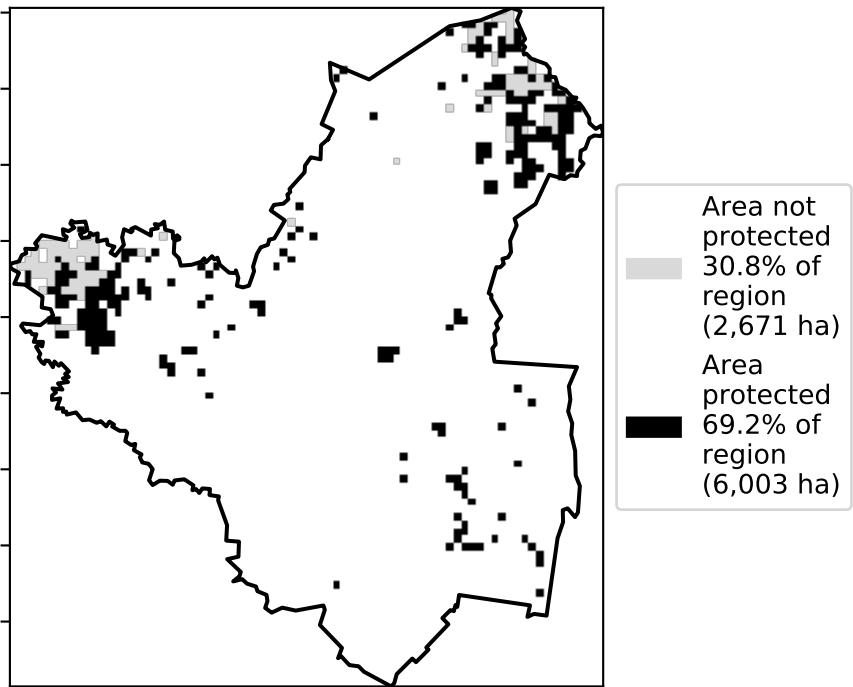 Area not
protected
30.8% of
region
(2,671 ha)
Area
protected
69.2% of
region
(6,003 ha)